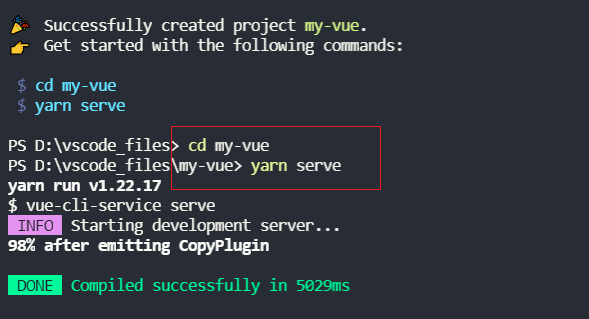 🎉 Successfully created project my-vue.
👉 Get started with the following commands:
$ cd my-vue
$ yarn serve
PS D:\vscode_files> cd my-vue
PS D:\vscode_files\my-vue> yarn serve
yarn run v1.22.17
$ vue-cli-service serve
INFO Starting development server...
98% after emitting CopyPlugin
DONE Compiled successfully in 5029ms